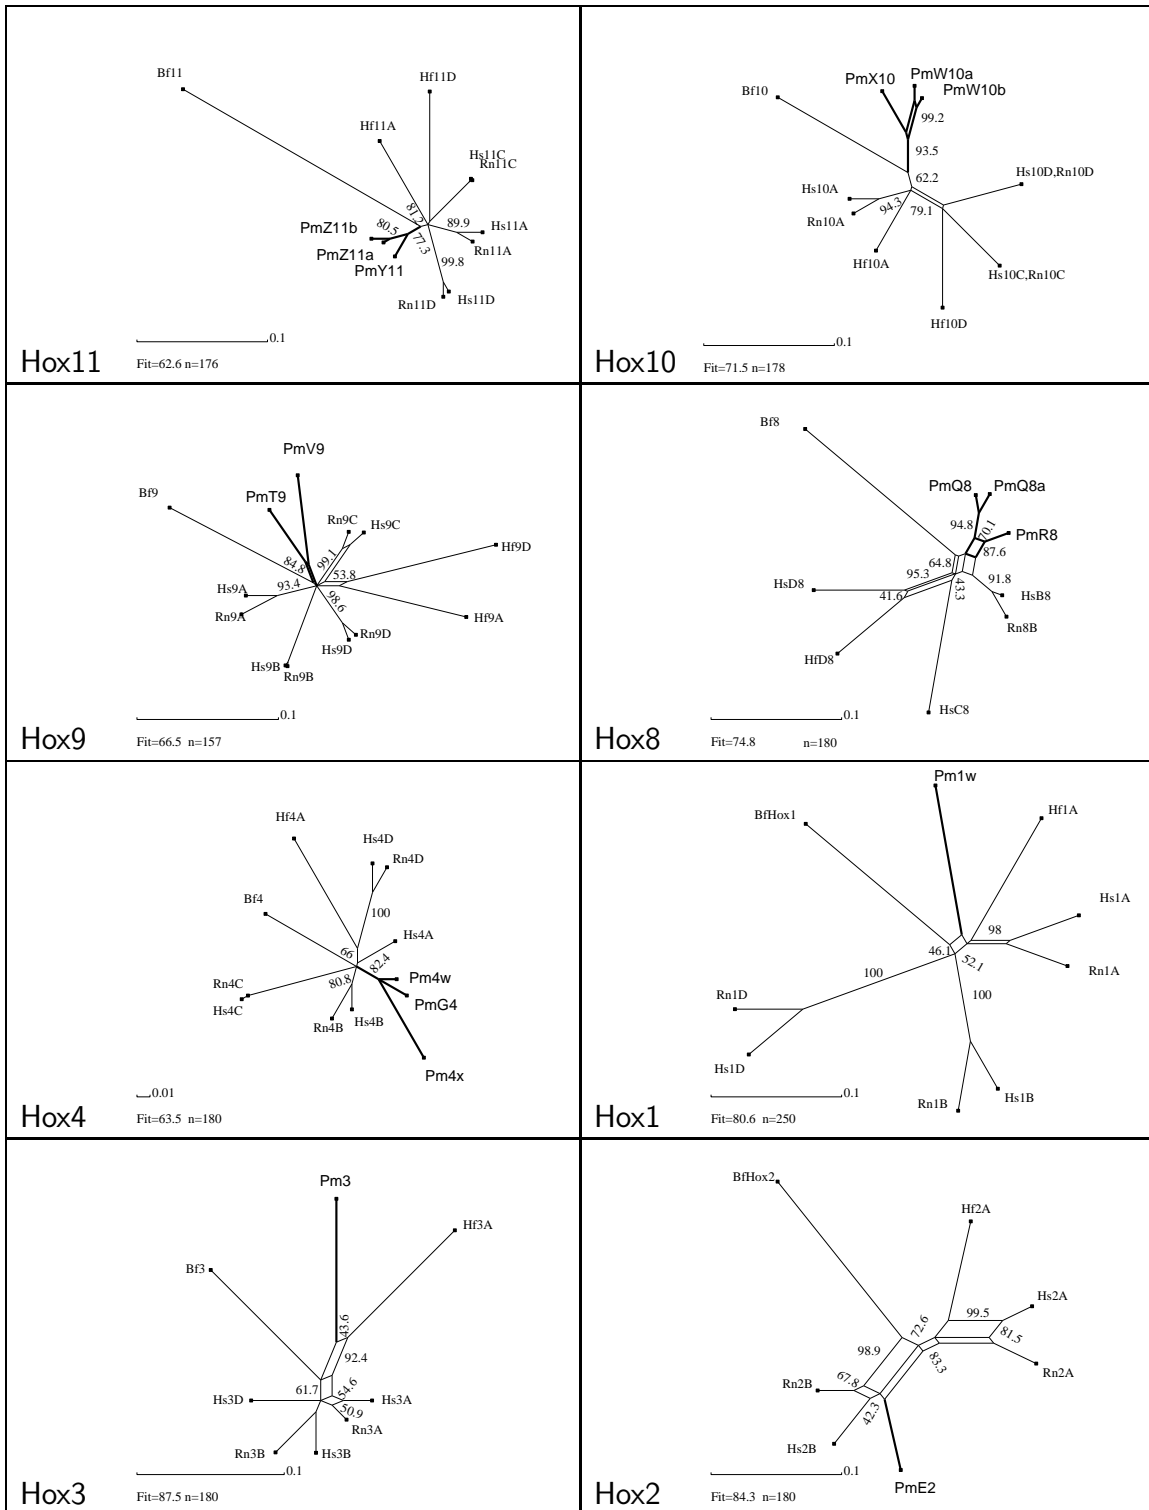 Bf11
Hf11D
Hf11A
Hs11C
Rn11C
81.2
89.9
Hs11A
Rn11A
PmZ11b
80.5
PmZ11a
77.3
PmY11
99.8
Rn11D
Hs11D
0.1
Hox11
Fit=62.6 n=176
PmX10
PmW10a
PmW10b
Bf10
99.2
93.5
62.2
Hs10D,Rn10D
Hs10A
94.3
79.1
Rn10A
Hf10A
Hs10C,Rn10C
Hf10D
0.1
Hox10
Fit=71.5 n=178
PmV9
Bf9
PmT9
Rn9C
Hs9C
Hf9D
84.8
99.1
53.8
93.4
Hs9A
98.6
Rn9A
Hf9A
Rn9D
Hs9D
Hs9B
Rn9B
0.1
Hox9
Fit=66.5 n=157
Bf8
PmQ8
PmQ8a
94.8
70.1
PmR8
87.6
64.8
95.3
91.8
HsD8
41.6
43.3
HsB8
Rn8B
HfD8
HsC8
0.1
Hox8
Fit=74.8 n=180
Hf4A
Hs4D
Rn4D
Bf4
100
Hs4A
66
82.4
80.8
Pm4w
Rn4C
Hs4C
PmG4
Rn4B
Hs4B
Pm4x
0.01
Hox4
Fit=63.5 n=180
Pm1w
BfHox1
Hf1A
Hs1A
98
46.1
52.1
Rn1A
100
100
Rn1D
Hs1D
Hs1B
Rn1B
0.1
Hox1
Fit=80.6 n=250
Pm3
Hf3A
Bf3
43.6
92.4
61.7
54.6
Hs3D
Hs3A
50.9
Rn3A
Rn3B
Hs3B
0.1
Hox3
Fit=87.5 n=180
BfHox2
Hf2A
Hs2A
99.5
72.6
81.5
98.9
83.3
Rn2A
67.8
Rn2B
42.3
Hs2B
PmE2
0.1
Hox2
Fit=84.3 n=180